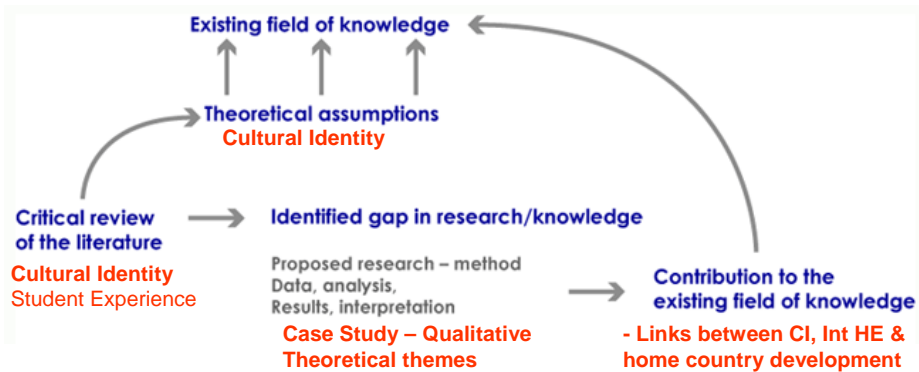 Existing field of knowledge
Theoretical assumptions
Cultural Identity
Critical review
of the literature
Cultural Identity
Student Experience
Identified gap in research/knowledge
Proposed research – method
Data, analysis,
Results, interpretation
Case Study – Qualitative
Theoretical themes
Contribution to the
existing field of knowledge
- Links between CI, Int HE &
home country development